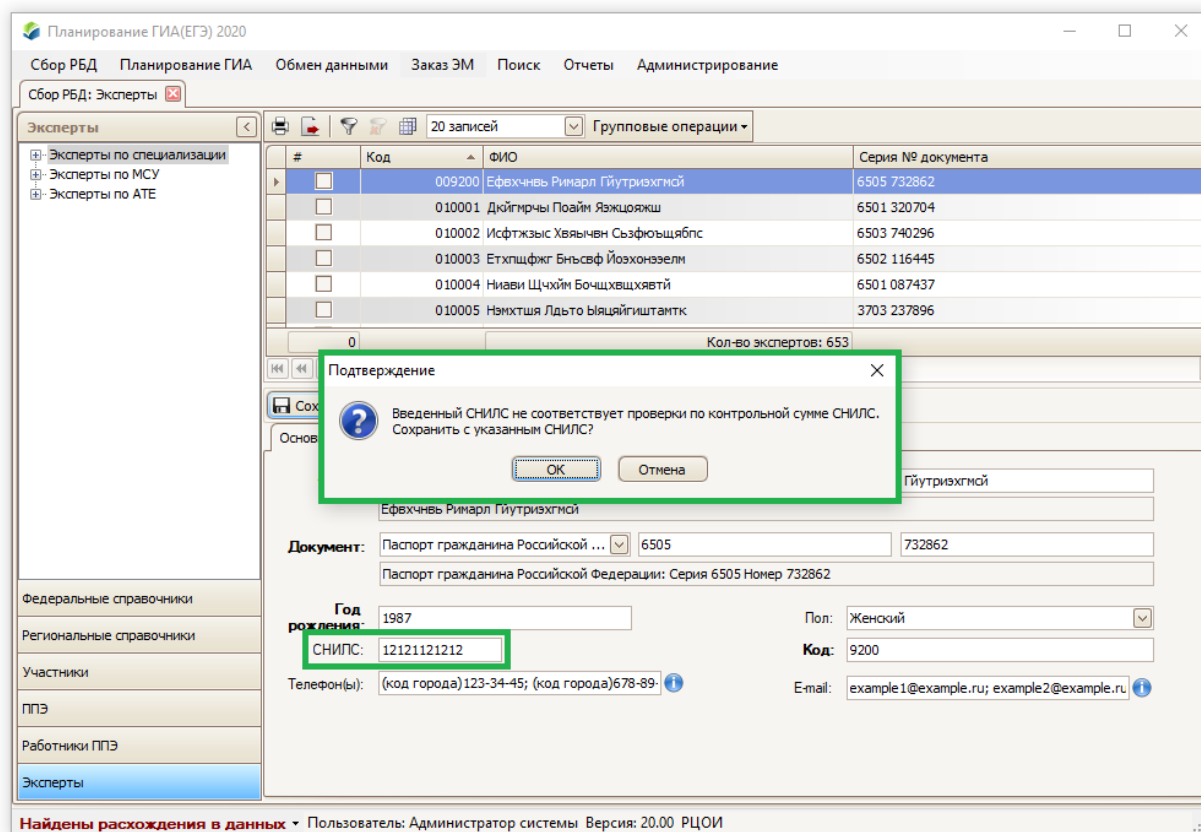 Планирование ГИА(ЕГЭ) 2020
Сбор РБД Планирование ГИА Обмен данными Заказ ЭМ Поиск Отчеты Администрирование
Сбор РБД: Эксперты
Эксперты
20 записей Групповые операции
Эксперты по специализации
Эксперты по МСУ
Эксперты по АТЕ
# Код ФИО Серия № документа
009200 Ефвхчнвь Римарл Гйутриэхгмсй 6505 732862
010001 Дкйгмрчы Поайм Яэжцояжш 6501 320704
010002 Исфтжзыс Хвяычвн Сьзфюъщябпс 6503 740296
010003 Етхпщфжг Бнъсвф Йоэхонээелм 6502 116445
010004 Ниави Щчхйм Бочщхвщхявтй 6501 087437
010005 Нэмхтшя Лдьто Ыяцяйгиштамтк 3703 237896
0 Кол-во экспертов: 653
Подтверждение
Введенный СНИЛС не соответствует проверки по контрольной сумме СНИЛС.
Сохранить с указанным СНИЛС?
ОК Отмена
Сох
Основ
Гйутриэхгмсй
Ефвхчнвь Римарл Гйутриэхгмсй
Документ: Паспорт гражданина Российской ... 6505 732862
Паспорт гражданина Российской Федерации: Серия 6505 Номер 732862
Год
рождения: 1987 Пол: Женский
СНИЛС: 12121121212 Код: 9200
Телефон(ы): (код города)123-34-45; (код города)678-89- E-mail: example1@example.ru; example2@example.ru
Федеральные справочники
Региональные справочники
Участники
ППЭ
Работники ППЭ
Эксперты
Найдены расхождения в данных Пользователь: Администратор системы Версия: 20.00 РЦОИ